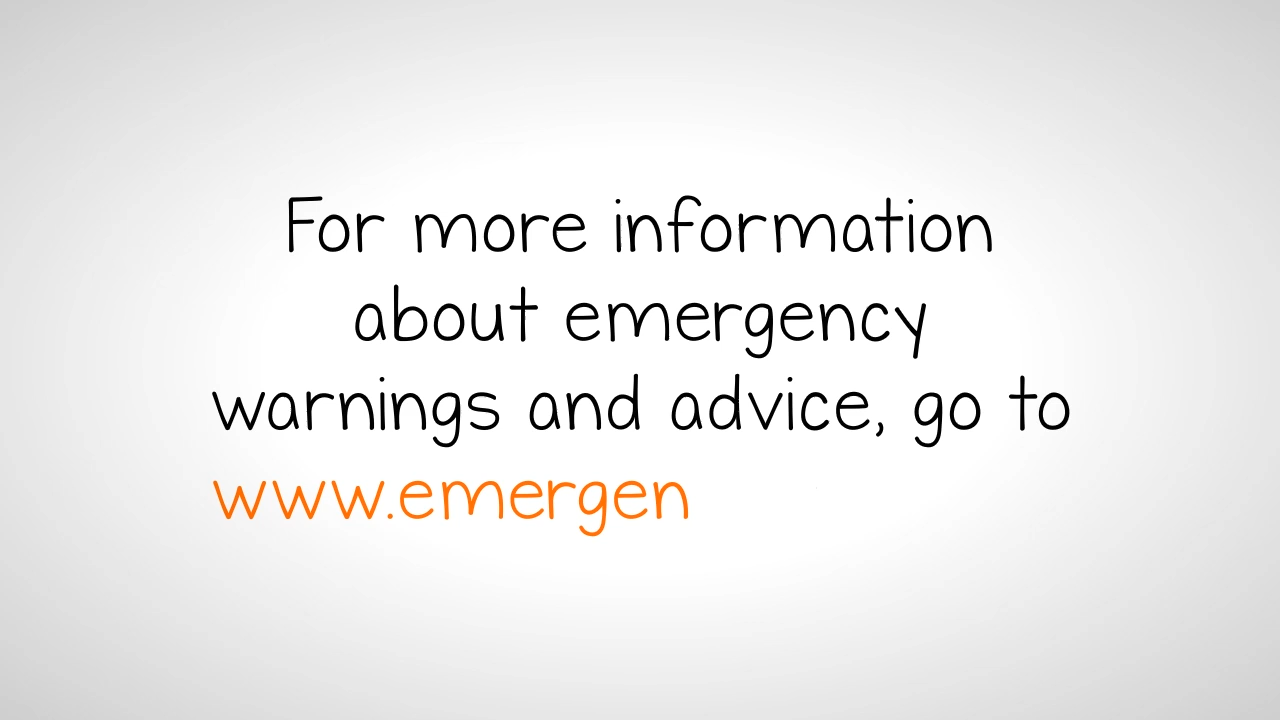 For more information
about emergency
warnings and advice, go to
www.emergen